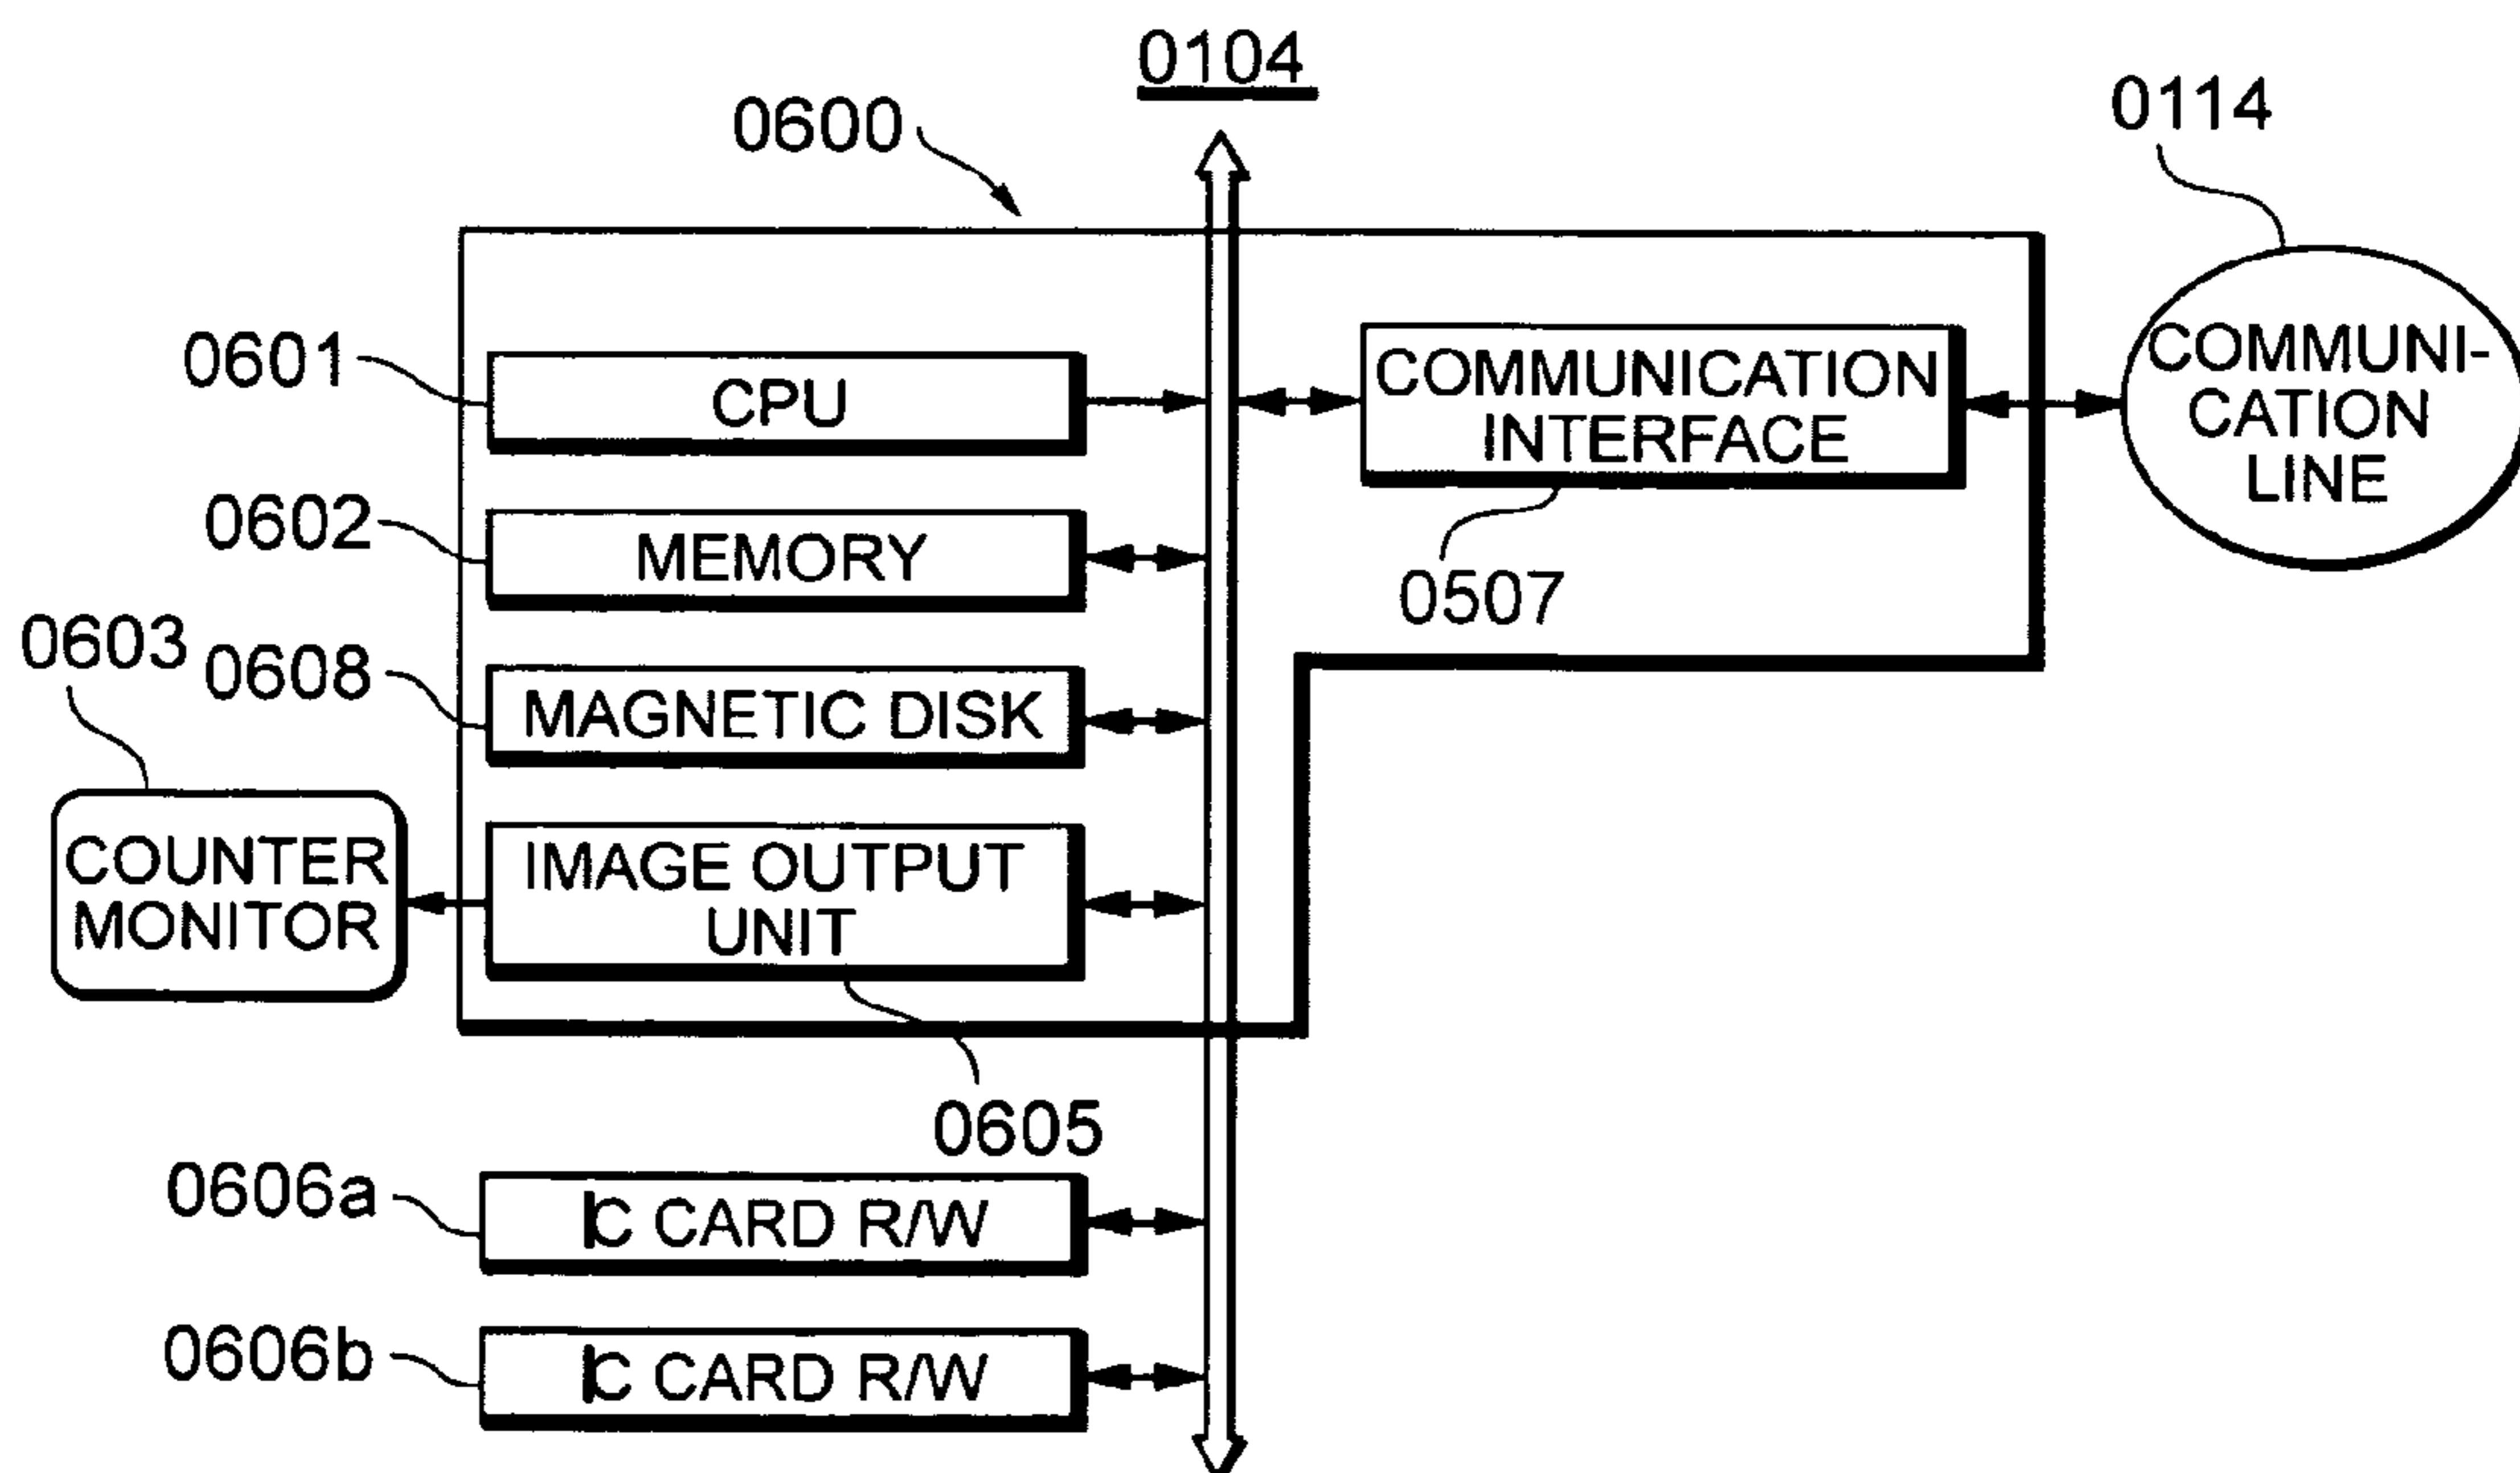 0104
0600
0114
0601
CPU
COMMUNICATION
INTERFACE
COMMUNI-
CATION
LINE
0602
MEMORY
0507
0603
0608
MAGNETIC DISK
COUNTER
MONITOR
IMAGE OUTPUT
UNIT
0605
0606a
IC CARD R/W
0606b
IC CARD R/W